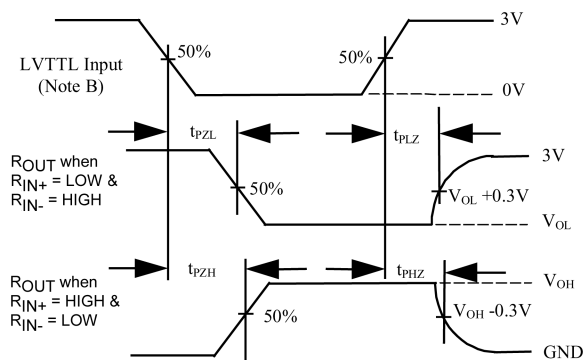 3V
50%
50%
LVTTL Input
(Note B)
0V
tPZL
tPLZ
ROUT when
RIN+ = LOW &
RIN- = HIGH
3V
50%
VOL +0.3V
VOL
tPZH
tPHZ
ROUT when
RIN+ = HIGH &
RIN- = LOW
VOH
50%
VOH -0.3V
GND